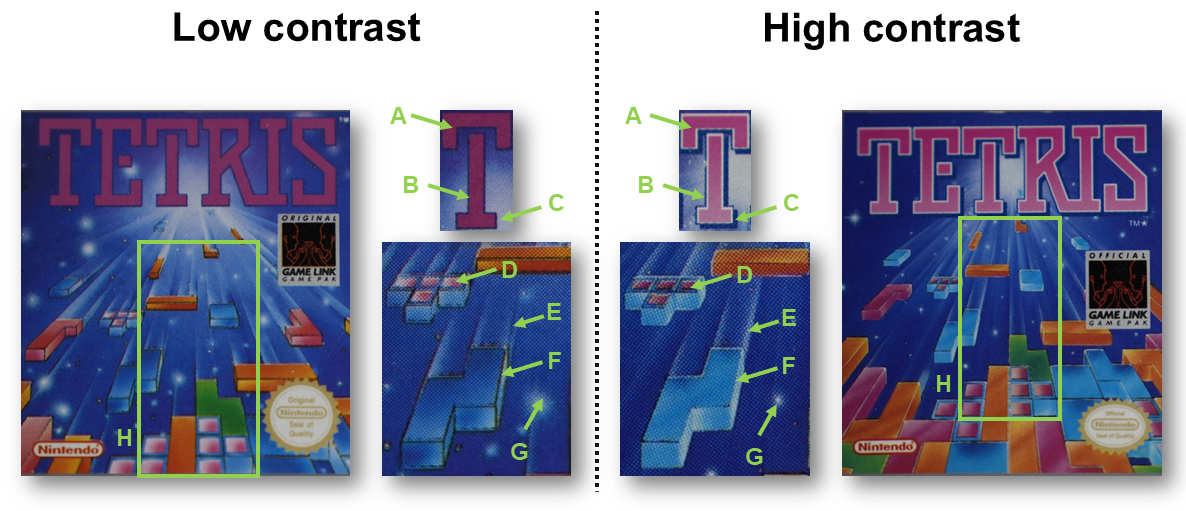 Low contrast
High contrast
TETRIS
™
ORIGINAL
GAME LINK
GAME PAK
Original
Nintendo
Seal of
Quality
Nintendo
H
A
T
B
C
D
E
F
G
A
T
B
C
D
E
F
G
TETRIS
TM★
OFFICIAL
GAME LINK
GAME PAK
H
Official
Nintendo
Seal of Quality
Nintendo